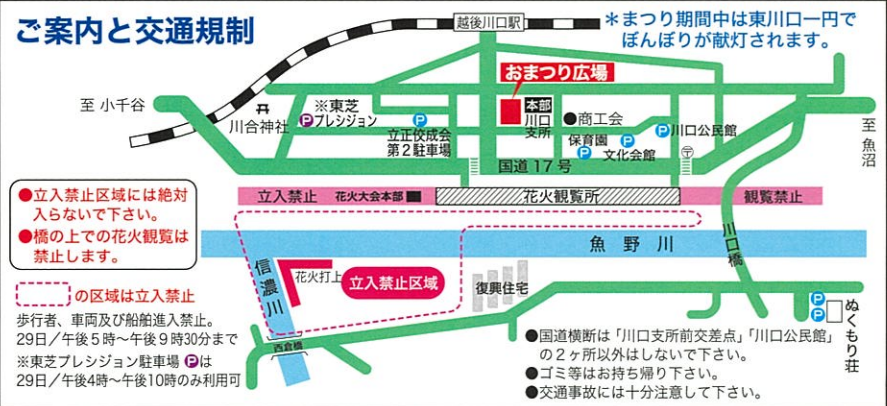 ご案内と交通規制
越後川口駅
＊まつり期間中は東川口一円で
ぼんぼりが献灯されます。
おまつり広場
至 小千谷
川合神社
※東芝
Pプレシジョン
P
立正佼成会
第２駐車場
本部
川口
支所
●商工会
保育園
P
P
文化会館
P川口公民館
至 魚沼
国道17号
立入禁止
花火大会本部
花火観覧所
観覧禁止
●立入禁止区域には絶対
入らないで下さい。
●橋の上での花火観覧は
禁止します。
魚野川
川口橋
信濃川
花火打上
立入禁止区域
復興住宅
の区域は立入禁止
歩行者、車両及び船舶進入禁止。
29日／午後５時〜午後９時30分まで
※東芝プレシジョン駐車場 Pは
29日／午後4時〜午後10時のみ利用可
西倉橋
P
P
ぬくもり荘
●国道横断は「川口支所前交差点」「川口公民館」
の２ヶ所以外はしないで下さい。
●ゴミ等はお持ち帰り下さい。
●交通事故には十分注意して下さい。